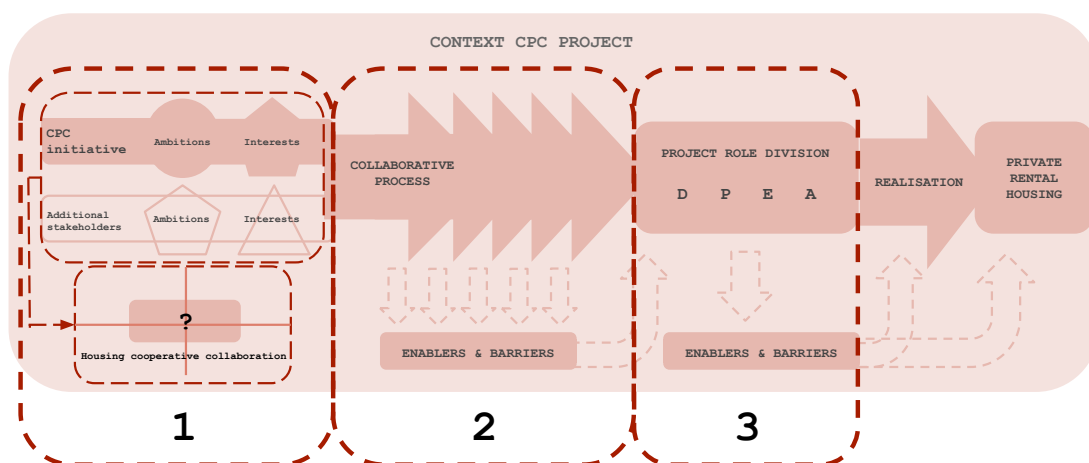 CONTEXT CPC PROJECT
CPC
initiative
Ambitions
Interests
Additional
stakeholders
Ambitions
Interests
?
Housing cooperative collaboration
COLLABORATIVE
PROCESS
ENABLERS & BARRIERS
PROJECT ROLE DIVISION
D P E A
ENABLERS & BARRIERS
REALISATION
PRIVATE
RENTAL
HOUSING
1
2
3